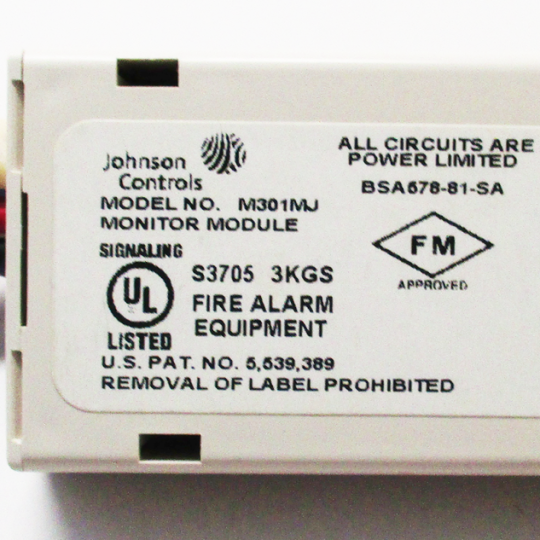 Johnson
Controls
MODEL NO. M301MJ
MONITOR MODULE
SIGNALING
UL
LISTED
S3705 3KGS
FIRE ALARM
EQUIPMENT
U.S. PAT. NO. 5,539,389
REMOVAL OF LABEL PROHIBITED
ALL CIRCUITS ARE
POWER LIMITED
BSA678-81-SA
FM
APPROVED